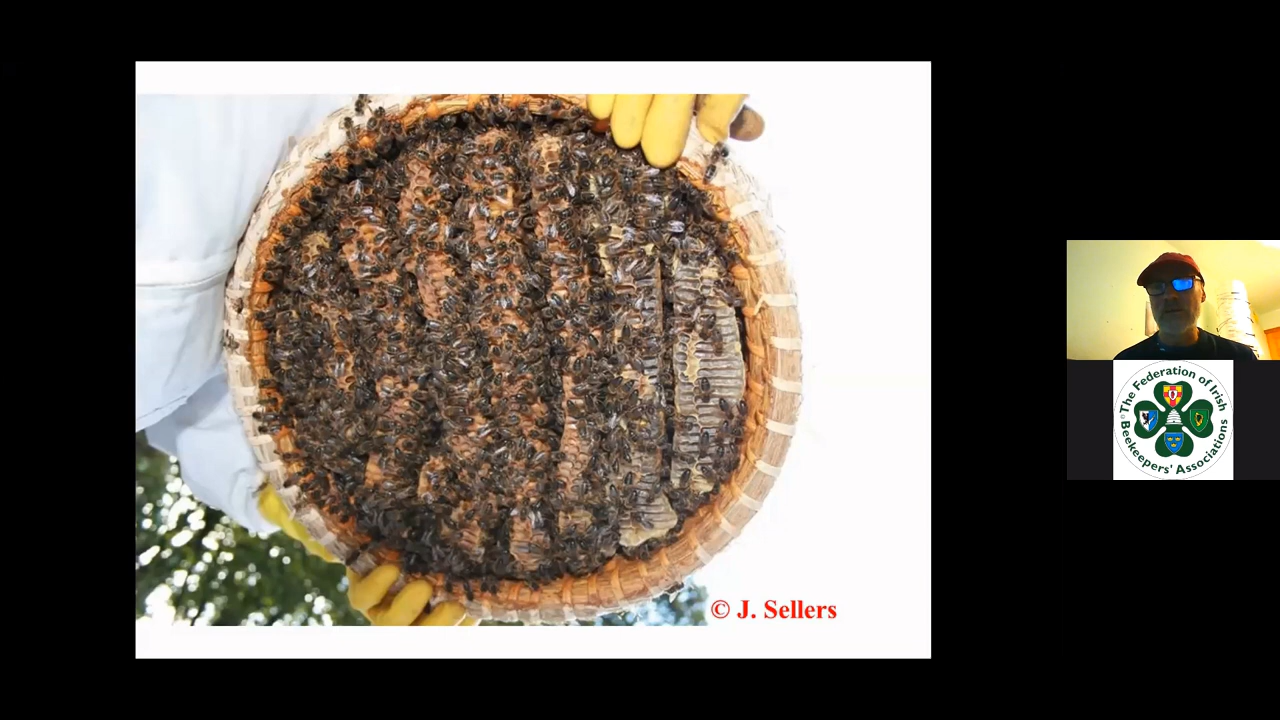 © J. Sellers
The Federation of Irish
Beekeepers' Associations